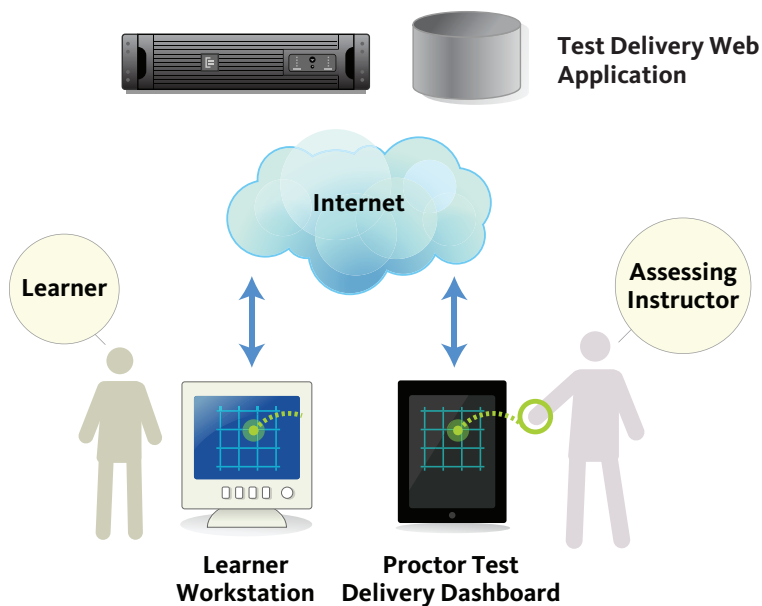 Test Delivery Web
Application
Internet
Learner
Assessing
Instructor
Learner
Workstation
Proctor Test
Delivery Dashboard